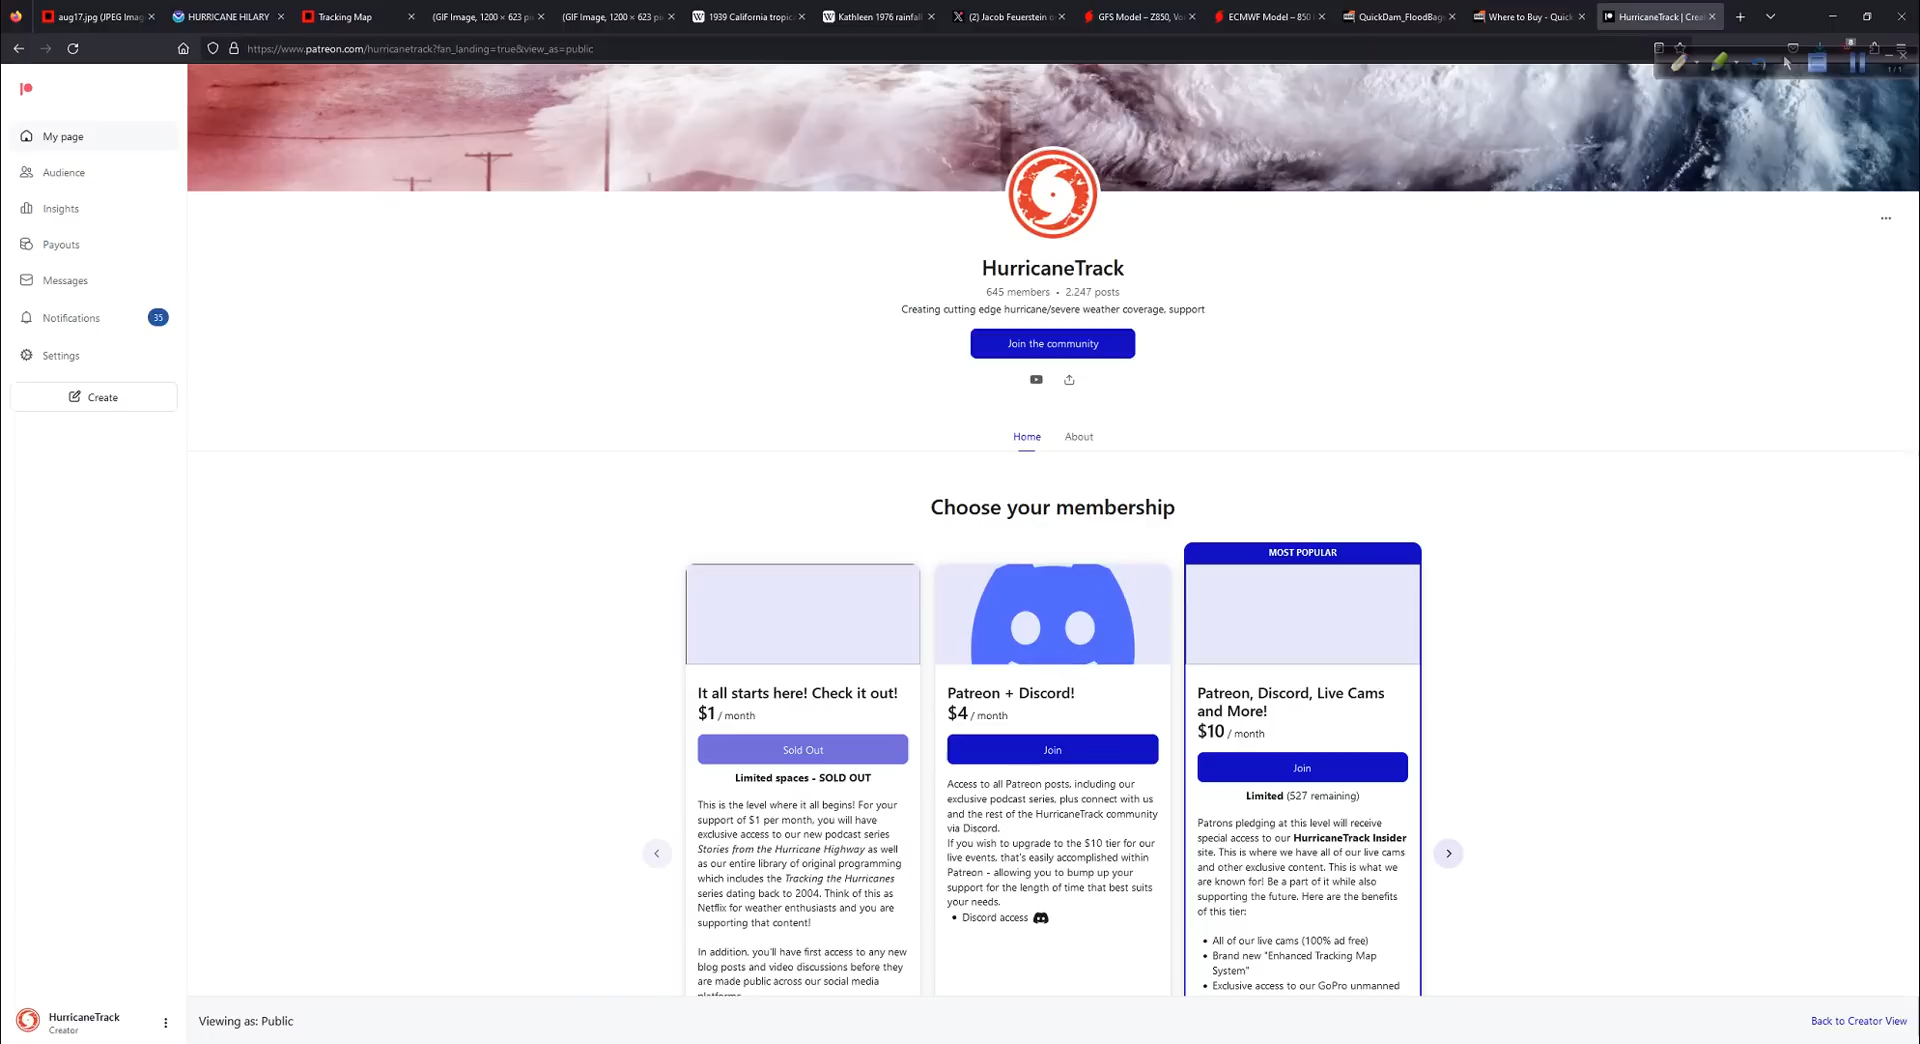 aug17.jpg (JPEG Imag
HURRICANE HILARY
Tracking Map
(GIF Image, 1200 × 623 pi
(GIF Image, 1200 × 623 pi
1939 California tropica
Kathleen 1976 rainfall
(2) Jacob Feuerstein o
GFS Model – Z850, Vo
ECMWF Model – 850
QuickDam_FloodBags
Where to Buy - Quick
HurricaneTrack | Crea
https://www.patreon.com/hurricanetrack?fan_landing=true&view_as=public
8
1 / 1
My page
Audience
Insights
Payouts
Messages
Notifications 35
Settings
Create
HurricaneTrack
645 members • 2,247 posts
Creating cutting edge hurricane/severe weather coverage, support
Join the community
Home About
Choose your membership
It all starts here! Check it out!
$1 / month
Sold Out
Limited spaces - SOLD OUT
This is the level where it all begins! For your
support of $1 per month, you will have
exclusive access to our new podcast series
Stories from the Hurricane Highway as well
as our entire library of original programming
which includes the Tracking the Hurricanes
series dating back to 2004. Think of this as
Netflix for weather enthusiasts and you are
supporting that content!
In addition, you'll have first access to any new
blog posts and video discussions before they
are made public across our social media
platforms.
Patreon + Discord!
$4 / month
Join
Access to all Patreon posts, including our
exclusive podcast series, plus connect with us
and the rest of the HurricaneTrack community
via Discord.
If you wish to upgrade to the $10 tier for our
live events, that's easily accomplished within
Patreon - allowing you to bump up your
support for the length of time that best suits
your needs.
• Discord access
MOST POPULAR
Patreon, Discord, Live Cams
and More!
$10 / month
Join
Limited (527 remaining)
Patrons pledging at this level will receive
special access to our HurricaneTrack Insider
site. This is where we have all of our live cams
and other exclusive content. This is what we
are known for! Be a part of it while also
supporting the future. Here are the benefits
of this tier:
• All of our live cams (100% ad free)
• Brand new "Enhanced Tracking Map
System"
• Exclusive access to our GoPro unmanned
HurricaneTrack
Creator
Viewing as: Public
Back to Creator View